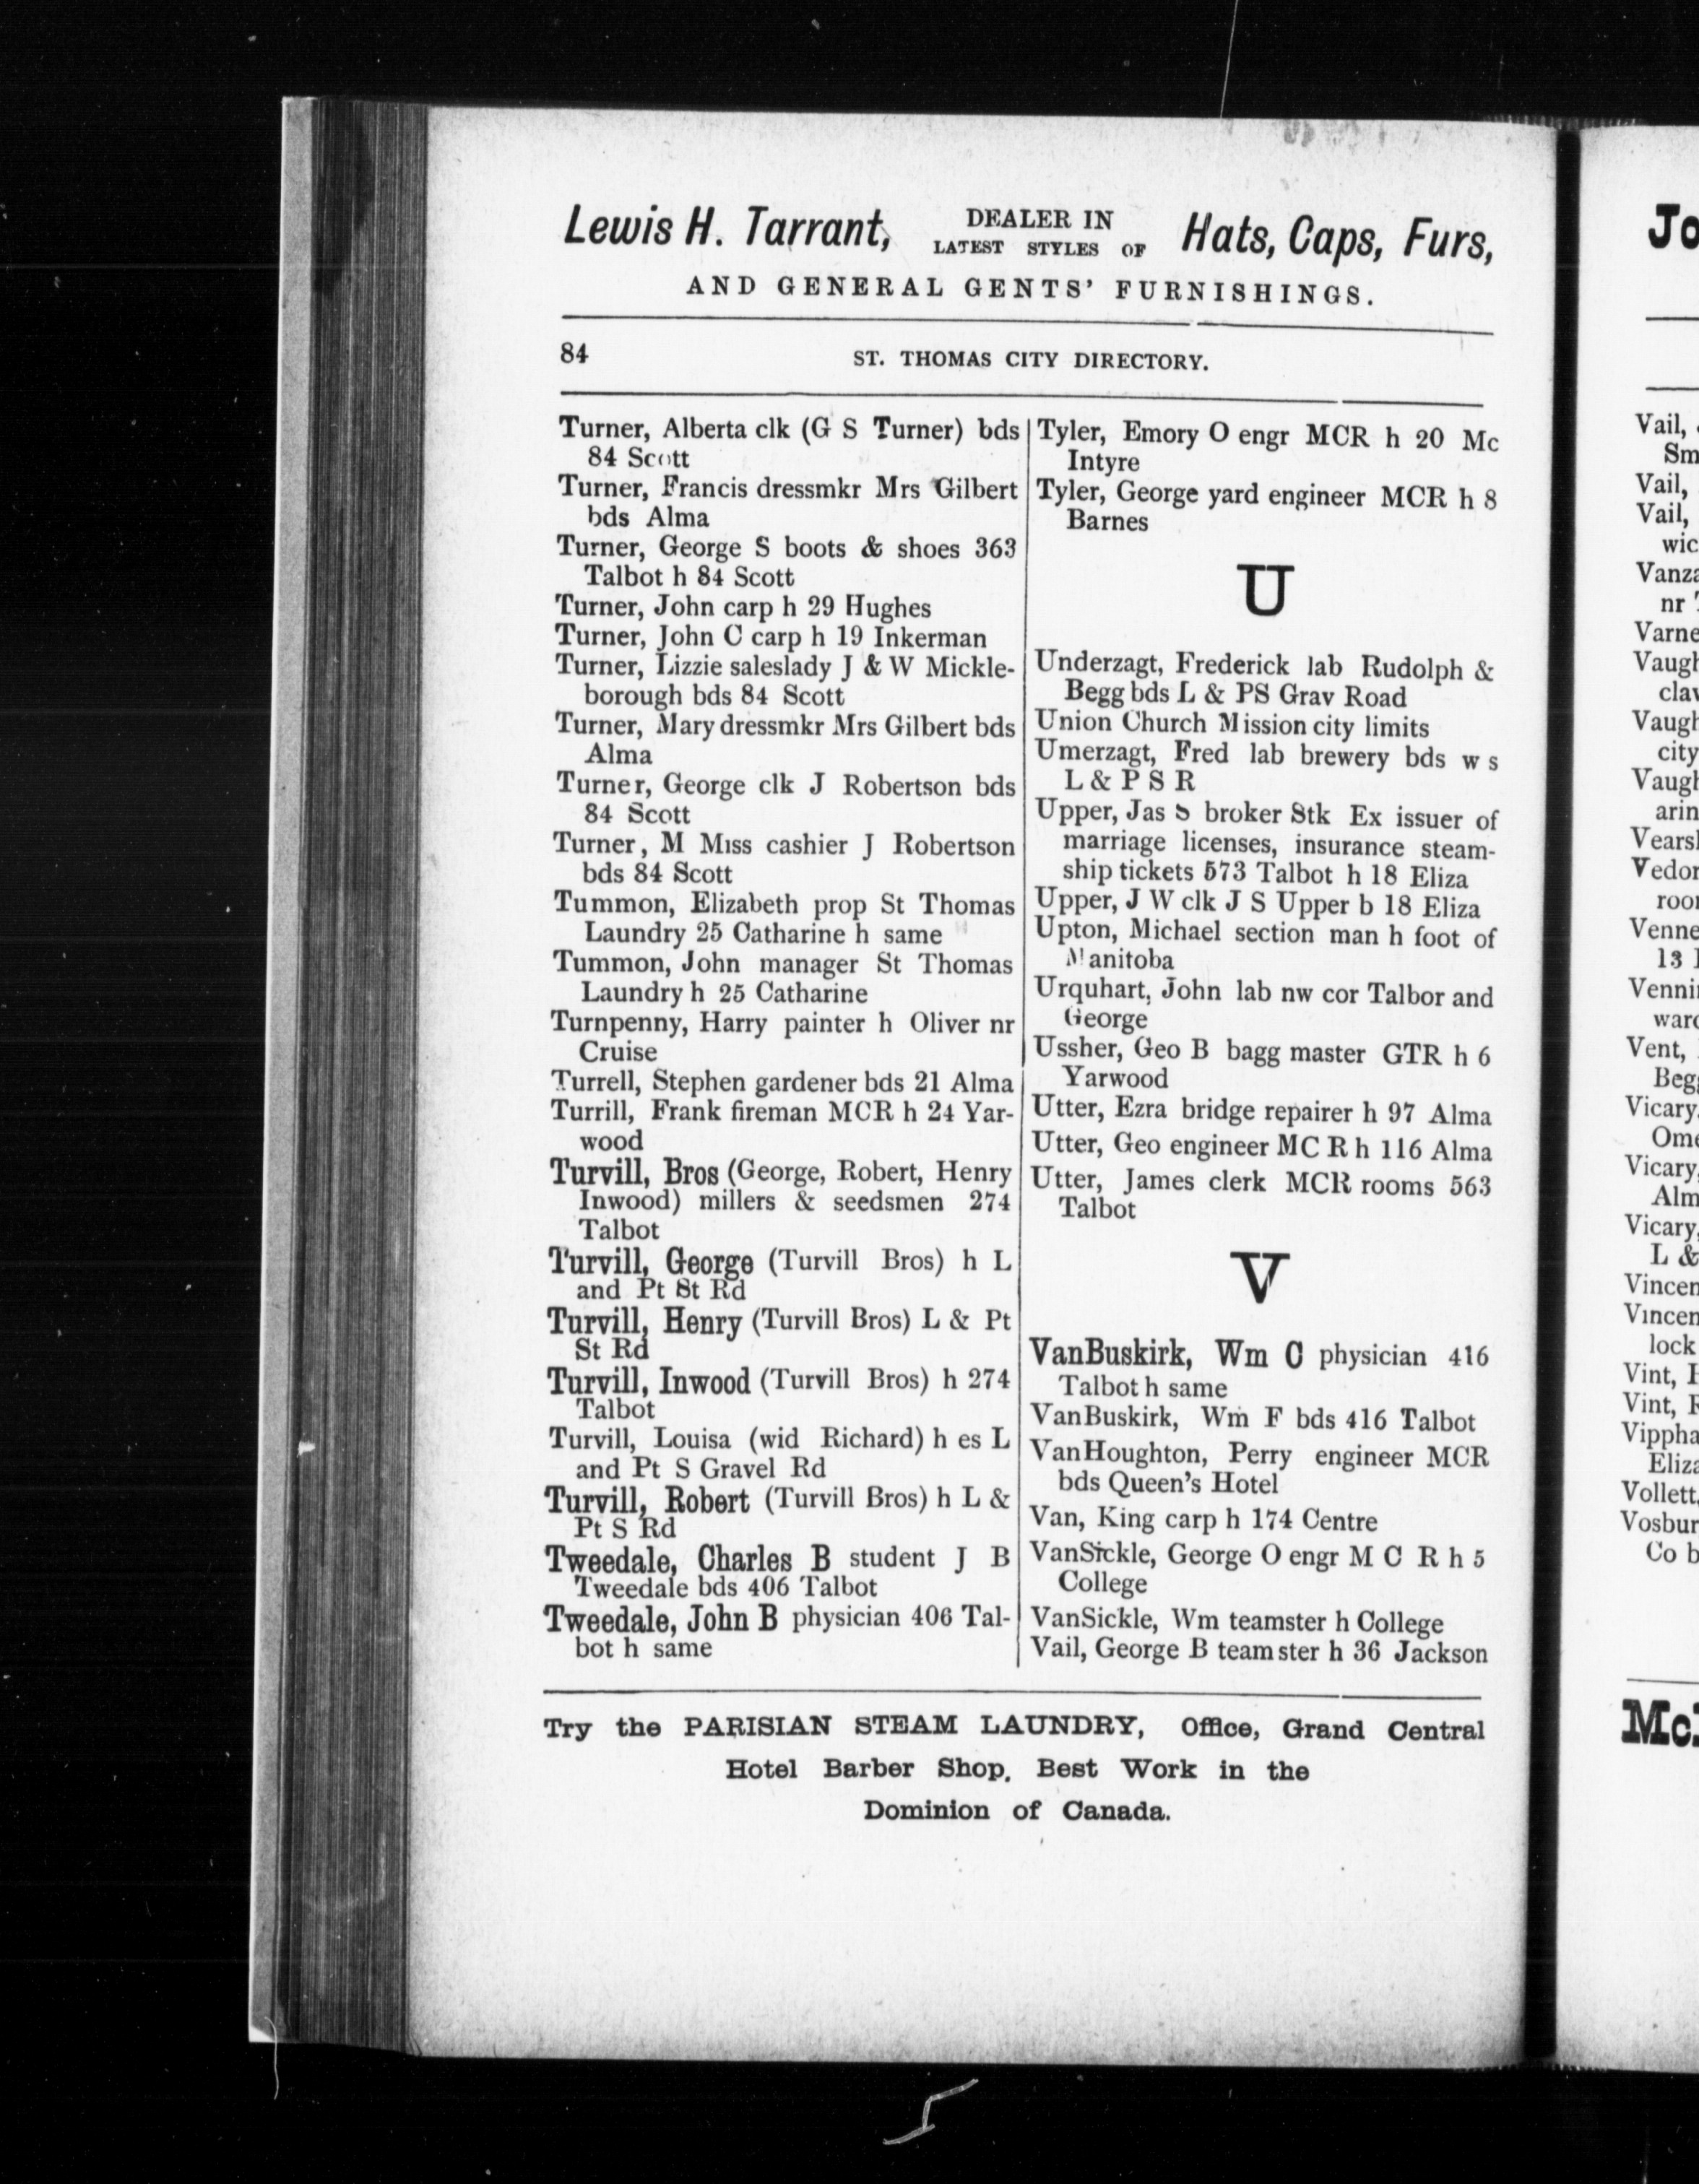 Lewis H. Tarrant, DEALER IN LATEST STYLES OF Hats, Caps, Furs,
AND GENERAL GENTS' FURNISHINGS.
84 ST. THOMAS CITY DIRECTORY.
Turner, Alberta clk (G S Turner) bds
84 Scott
Turner, Francis dressmkr Mrs Gilbert
bds Alma
Turner, George S boots & shoes 363
Talbot h 84 Scott
Turner, John carp h 29 Hughes
Turner, John C carp h 19 Inkerman
Turner, Lizzie saleslady J & W Mickle-
borough bds 84 Scott
Turner, Mary dressmkr Mrs Gilbert bds
Alma
Turner, George clk J Robertson bds
84 Scott
Turner, M Miss cashier J Robertson
bds 84 Scott
Tummon, Elizabeth prop St Thomas
Laundry 25 Catharine h same
Tummon, John manager St Thomas
Laundry h 25 Catharine
Turnpenny, Harry painter h Oliver nr
Cruise
Turrell, Stephen gardener bds 21 Alma
Turrill, Frank fireman MCR h 24 Yar-
wood
Turvill, Bros (George, Robert, Henry
Inwood) millers & seedsmen 274
Talbot
Turvill, George (Turvill Bros) h L
and Pt St Rd
Turvill, Henry (Turvill Bros) L & Pt
St Rd
Turvill, Inwood (Turvill Bros) h 274
Talbot
Turvill, Louisa (wid Richard) h es L
and Pt S Gravel Rd
Turvill, Robert (Turvill Bros) h L &
Pt S Rd
Tweedale, Charles B student J B
Tweedale bds 406 Talbot
Tweedale, John B physician 406 Tal-
bot h same
Tyler, Emory O engr MCR h 20 Mc
Intyre
Tyler, George yard engineer MCR h 8
Barnes
U
Underzagt, Frederick lab Rudolph &
Begg bds L & PS Grav Road
Union Church Mission city limits
Umerzagt, Fred lab brewery bds w s
L & P S R
Upper, Jas S broker Stk Ex issuer of
marriage licenses, insurance steam-
ship tickets 573 Talbot h 18 Eliza
Upper, J W clk J S Upper b 18 Eliza
Upton, Michael section man h foot of
Manitoba
Urquhart, John lab nw cor Talbor and
George
Ussher, Geo B bagg master GTR h 6
Yarwood
Utter, Ezra bridge repairer h 97 Alma
Utter, Geo engineer MC R h 116 Alma
Utter, James clerk MCR rooms 563
Talbot
V
VanBuskirk, Wm C physician 416
Talbot h same
VanBuskirk, Wm F bds 416 Talbot
VanHoughton, Perry engineer MCR
bds Queen's Hotel
Van, King carp h 174 Centre
VanSickle, George O engr M C R h 5
College
VanSickle, Wm teamster h College
Vail, George B teamster h 36 Jackson
Try the PARISIAN STEAM LAUNDRY, Office, Grand Central
Hotel Barber Shop. Best Work in the
Dominion of Canada.
Vail,
Vail,
Vail,
Vent,
Vicary,
Vicary,
Vicary,
L &
lock
Vint,
Vint,
5